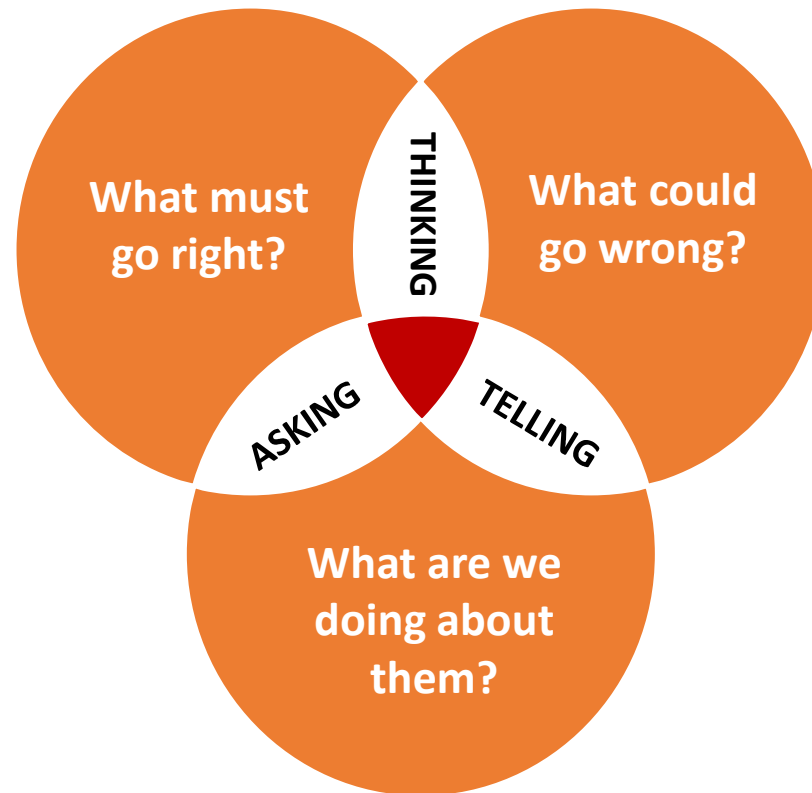 What must
go right?
THINKING
What could
go wrong?
ASKING
TELLING
What are we
doing about
them?